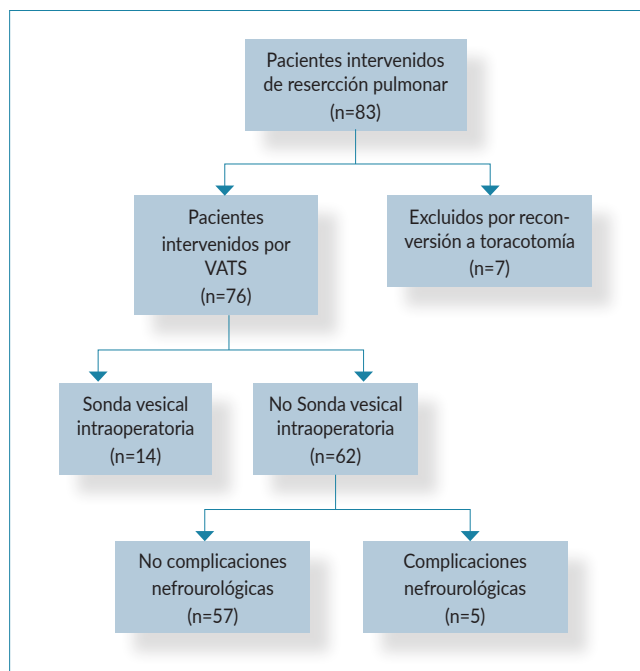 Pacientes intervenidos
de resercción pulmonar
(n=83)
Pacientes
intervenidos por
VATS
(n=76)
Excluidos por recon-
versión a toracotomía
(n=7)
Sonda vesical
intraoperatoria
(n=14)
No Sonda vesical
intraoperatoria
(n=62)
No complicaciones
nefrourológicas
(n=57)
Complicaciones
nefrourológicas
(n=5)